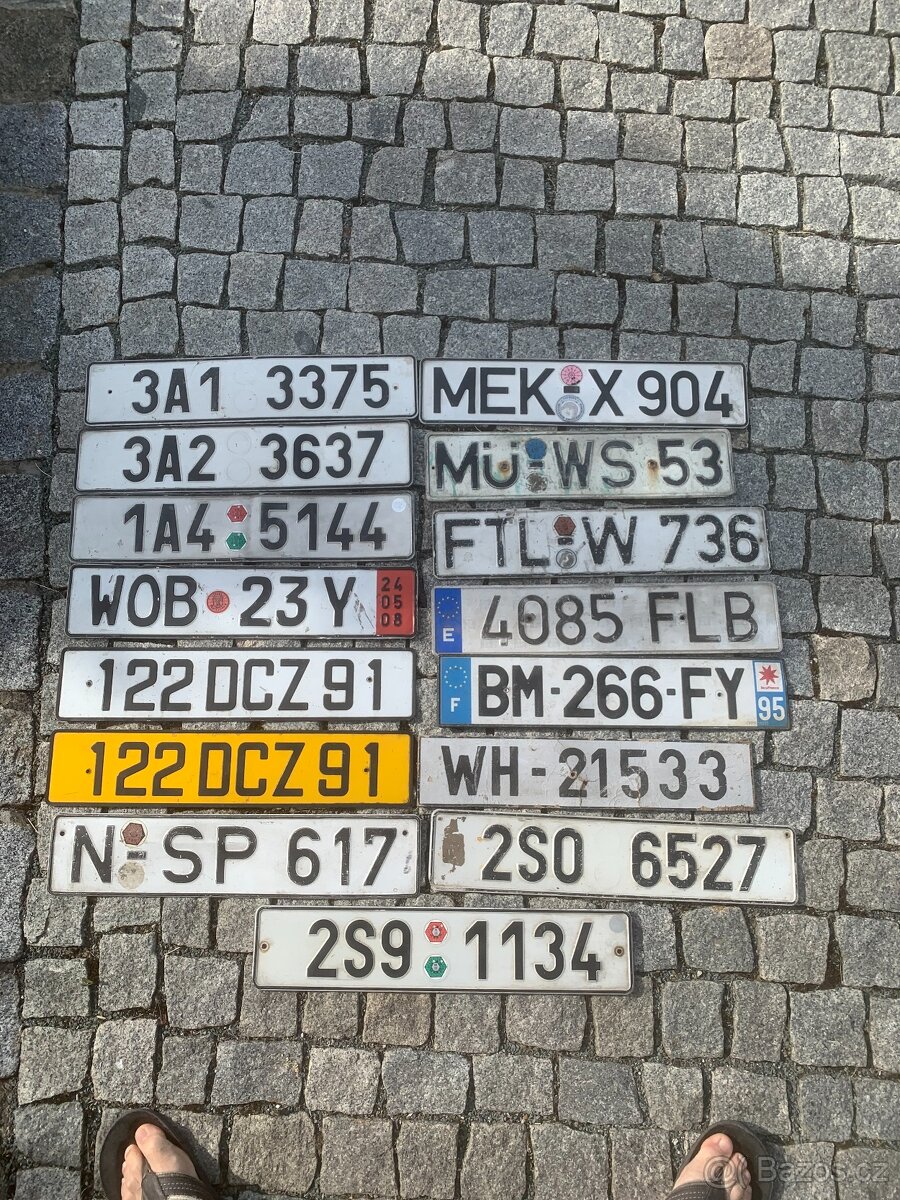 3A1 3375
MEK X 904
3A2 3637
MÜ WS 53
1A4 5144
FTL W 736
WOB 23 Y
24
05
08
E 4085 FLB
122 DCZ 91
F BM-266-FY 95
122 DCZ 91
WH-21533
N SP 617
2S0 6527
2S9 1134
Bazos.cz